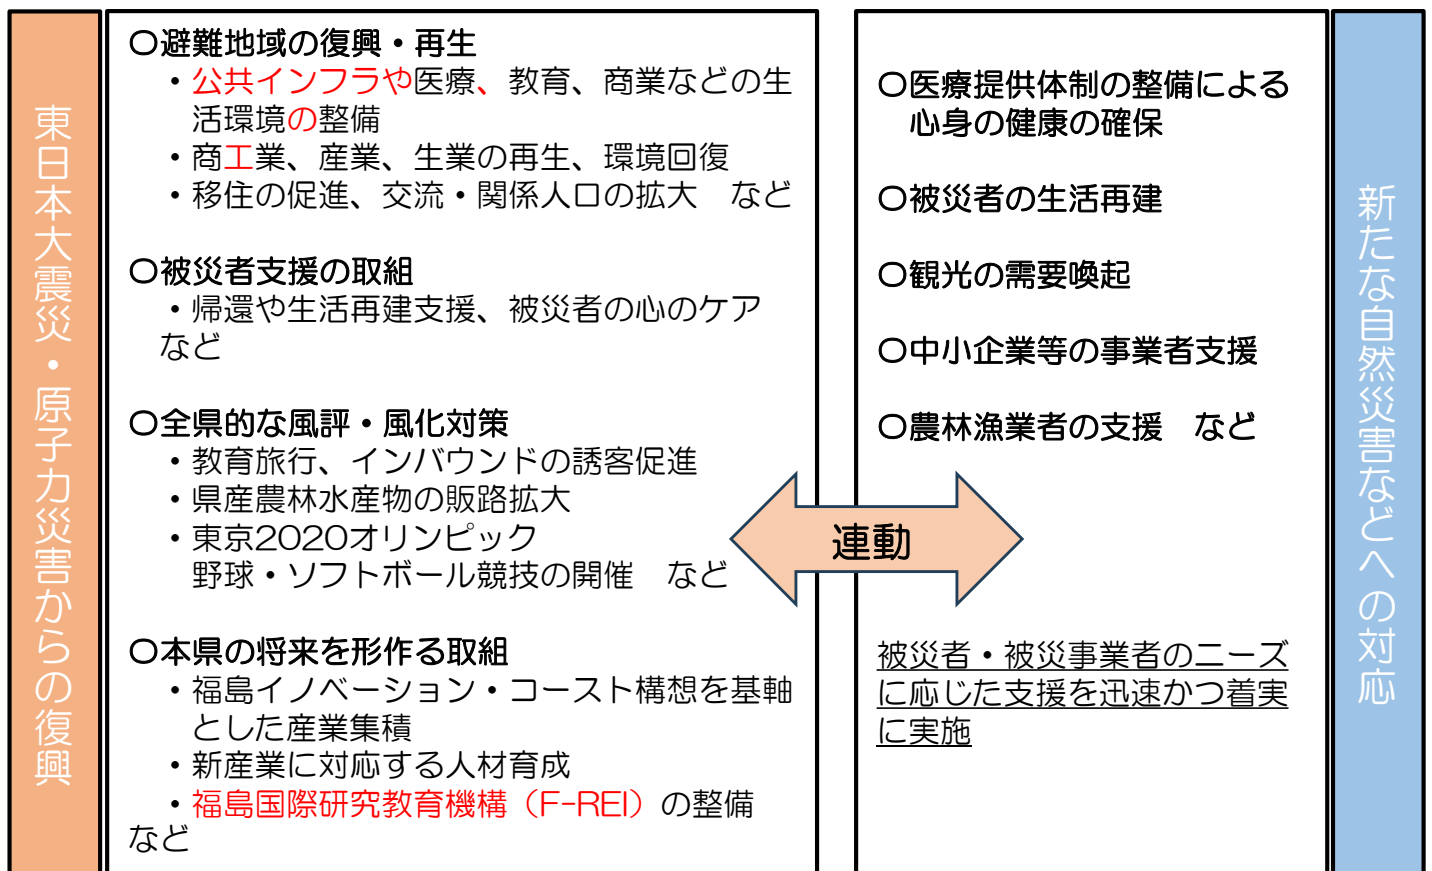 東日本大震災・原子力災害からの復興
〇避難地域の復興・再生
・公共インフラや医療、教育、商業などの生
活環境の整備
・商工業、産業、生業の再生、環境回復
・移住の促進、交流・関係人口の拡大　など
〇被災者支援の取組
・帰還や生活再建支援、被災者の心のケア
など
〇全県的な風評・風化対策
・教育旅行、インバウンドの誘客促進
・県産農林水産物の販路拡大
・東京2020オリンピック
野球・ソフトボール競技の開催　など
〇本県の将来を形作る取組
・福島イノベーション・コースト構想を基軸
とした産業集積
・新産業に対応する人材育成
・福島国際研究教育機構（F-REI）の整備
など
連動
〇医療提供体制の整備による
心身の健康の確保
〇被災者の生活再建
〇観光の需要喚起
〇中小企業等の事業者支援
〇農林漁業者の支援　など
被災者・被災事業者のニーズ
に応じた支援を迅速かつ着実
に実施
新たな自然災害などへの対応